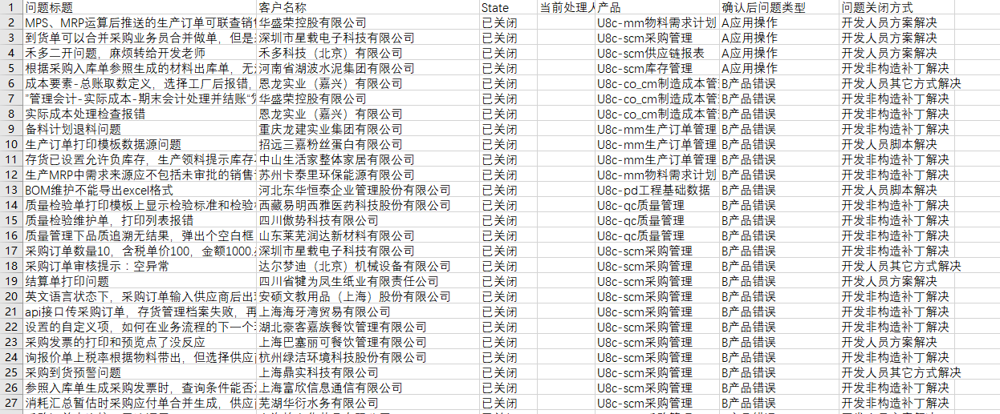 1 问题标题 客户名称 State 当前处理人 产品 确认后问题类型 问题关闭方式
2 MPS、MRP运算后推送的生产订单可联查销售 华盛荣控股有限公司 已关闭 U8c-mm物料需求计划 A应用操作 开发人员方案解决
3 到货单可以合并采购业务员合并做单，但是 深圳市星载电子科技有限公司 已关闭 U8c-scm采购管理 A应用操作 开发人员方案解决
4 禾多二开问题，麻烦转给开发老师 禾多科技（北京）有限公司 已关闭 U8c-scm供应链报表 A应用操作 开发人员方案解决
5 根据采购入库单参照生成的材料出库单，无 河南省湖波水泥集团有限公司 已关闭 U8c-scm库存管理 A应用操作 开发非构造补丁解决
6 成本要素-总账取数定义，选择工厂后报错， 恩龙实业（嘉兴）有限公司 已关闭 U8c-co_cm制造成本管 B产品错误 开发人员其它方式解决
7 "管理会计-实际成本-期末会计处理并结账" 华盛荣控股有限公司 已关闭 U8c-co_cm制造成本管 B产品错误 开发非构造补丁解决
8 实际成本处理检查报错 恩龙实业（嘉兴）有限公司 已关闭 U8c-co_cm制造成本管 B产品错误 开发非构造补丁解决
9 备料计划退料问题 重庆龙建实业集团有限公司 已关闭 U8c-mm生产订单管理 B产品错误 开发非构造补丁解决
10 生产订单打印模板数据源问题 招远三嘉粉丝蛋白有限公司 已关闭 U8c-mm生产订单管理 B产品错误 开发人员脚本解决
11 存货已设置允许负库存，生产领料提示库存 中山生活家整体家居有限公司 已关闭 U8c-mm生产订单管理 B产品错误 开发非构造补丁解决
12 生产MRP中需求来源应不包括未审批的销售 苏州卡泰里环保能源有限公司 已关闭 U8c-mm物料需求计划 B产品错误 开发非构造补丁解决
13 BOM维护不能导出excel格式 河北东华恒泰企业管理股份有限公司 已关闭 U8c-pd工程基础数据 B产品错误 开发人员脚本解决
14 质量检验单打印模板上显示检验标准和检验 西藏易明西雅医药科技股份有限公司 已关闭 U8c-qc质量管理 B产品错误 开发非构造补丁解决
15 质量检验维护单，打印列表报错 四川傲势科技有限公司 已关闭 U8c-qc质量管理 B产品错误 开发非构造补丁解决
16 质量管理下品质追溯无结果，弹出个空白框 山东莱芜润达新材料有限公司 已关闭 U8c-qc质量管理 B产品错误 开发非构造补丁解决
17 采购订单数量10，含税单价100，金额1000. 深圳市星载电子科技有限公司 已关闭 U8c-scm采购管理 B产品错误 开发非构造补丁解决
18 采购订单审核提示：空异常 达尔梦迪（北京）机械设备有限公司 已关闭 U8c-scm采购管理 B产品错误 开发人员其它方式解决
19 结算单打印问题 四川省犍为凤生纸业有限责任公司 已关闭 U8c-scm采购管理 B产品错误 开发人员方案解决
20 英文语言状态下，采购订单输入供应商后出 安硕文教用品（上海）股份有限公司 已关闭 U8c-scm采购管理 B产品错误 开发非构造补丁解决
21 api接口传采购订单，存货管理档案失败，再 上海海牙湾贸易有限公司 已关闭 U8c-scm采购管理 B产品错误 开发非构造补丁解决
22 设置的自定义项，如何在业务流程的下一个 湖北豪客嘉族餐饮管理有限公司 已关闭 U8c-scm采购管理 B产品错误 开发非构造补丁解决
23 采购发票的打印和预览点了没反应 上海巴塞丽可餐饮管理有限公司 已关闭 U8c-scm采购管理 B产品错误 开发人员方案解决
24 询报价单上税率根据物料带出，但选择供应 杭州绿洁环境科技股份有限公司 已关闭 U8c-scm采购管理 B产品错误 开发非构造补丁解决
25 采购到货预警问题 上海鼎实科技有限公司 已关闭 U8c-scm采购管理 B产品错误 开发人员其它方式解决
26 参照入库单生成采购发票时，查询条件能否 上海富欣信息通信有限公司 已关闭 U8c-scm采购管理 B产品错误 开发非构造补丁解决
27 消耗汇总暂估时采购应付单合并生成，供应 芜湖华衍水务有限公司 已关闭 U8c-scm采购管理 B产品错误 开发非构造补丁解决